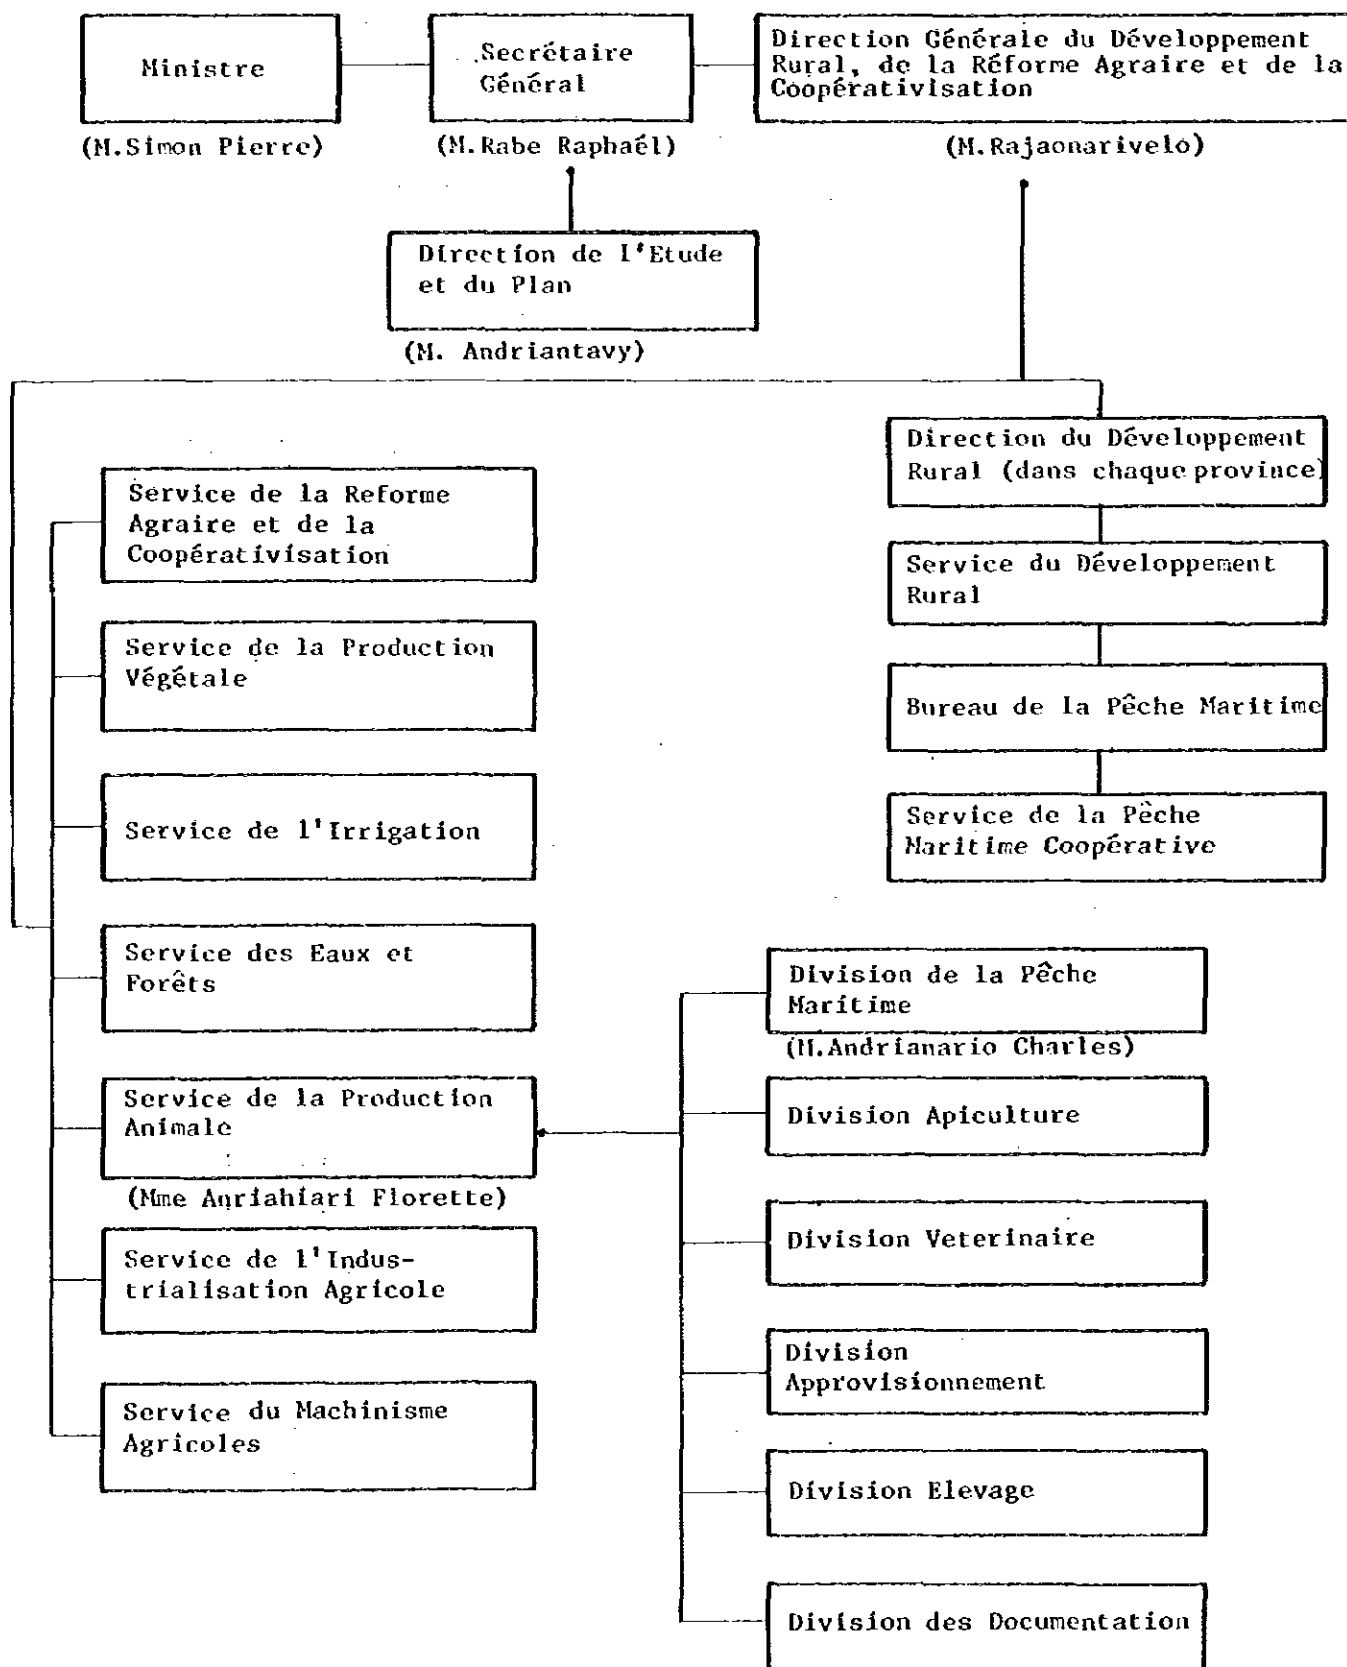 Ministre
Secrétaire
Général
Direction Générale du Développement
Rural, de la Réforme Agraire et de la
Coopérativisation
(M.Simon Pierre)
(M.Rabe Raphaél)
(M.Rajaonarivelo)
Direction de l'Etude
et du Plan
(M. Andriantavy)
Direction du Développement
Rural (dans chaque province)
Service du Développement
Rural
Bureau de la Pêche Maritime
Service de la Pêche
Maritime Coopérative
Service de la Reforme
Agraire et de la
Coopérativisation
Service de la Production
Végétale
Service de l'Irrigation
Service des Eaux et
Forêts
Service de la Production
Animale
(Mme Anriahiari Florette)
Service de l'Indus-
trialisation Agricole
Service du Machinisme
Agricoles
Division de la Pêche
Maritime
(M.Andrianario Charles)
Division Apiculture
Division Veterinaire
Division
Approvisionnement
Division Elevage
Division des Documentation